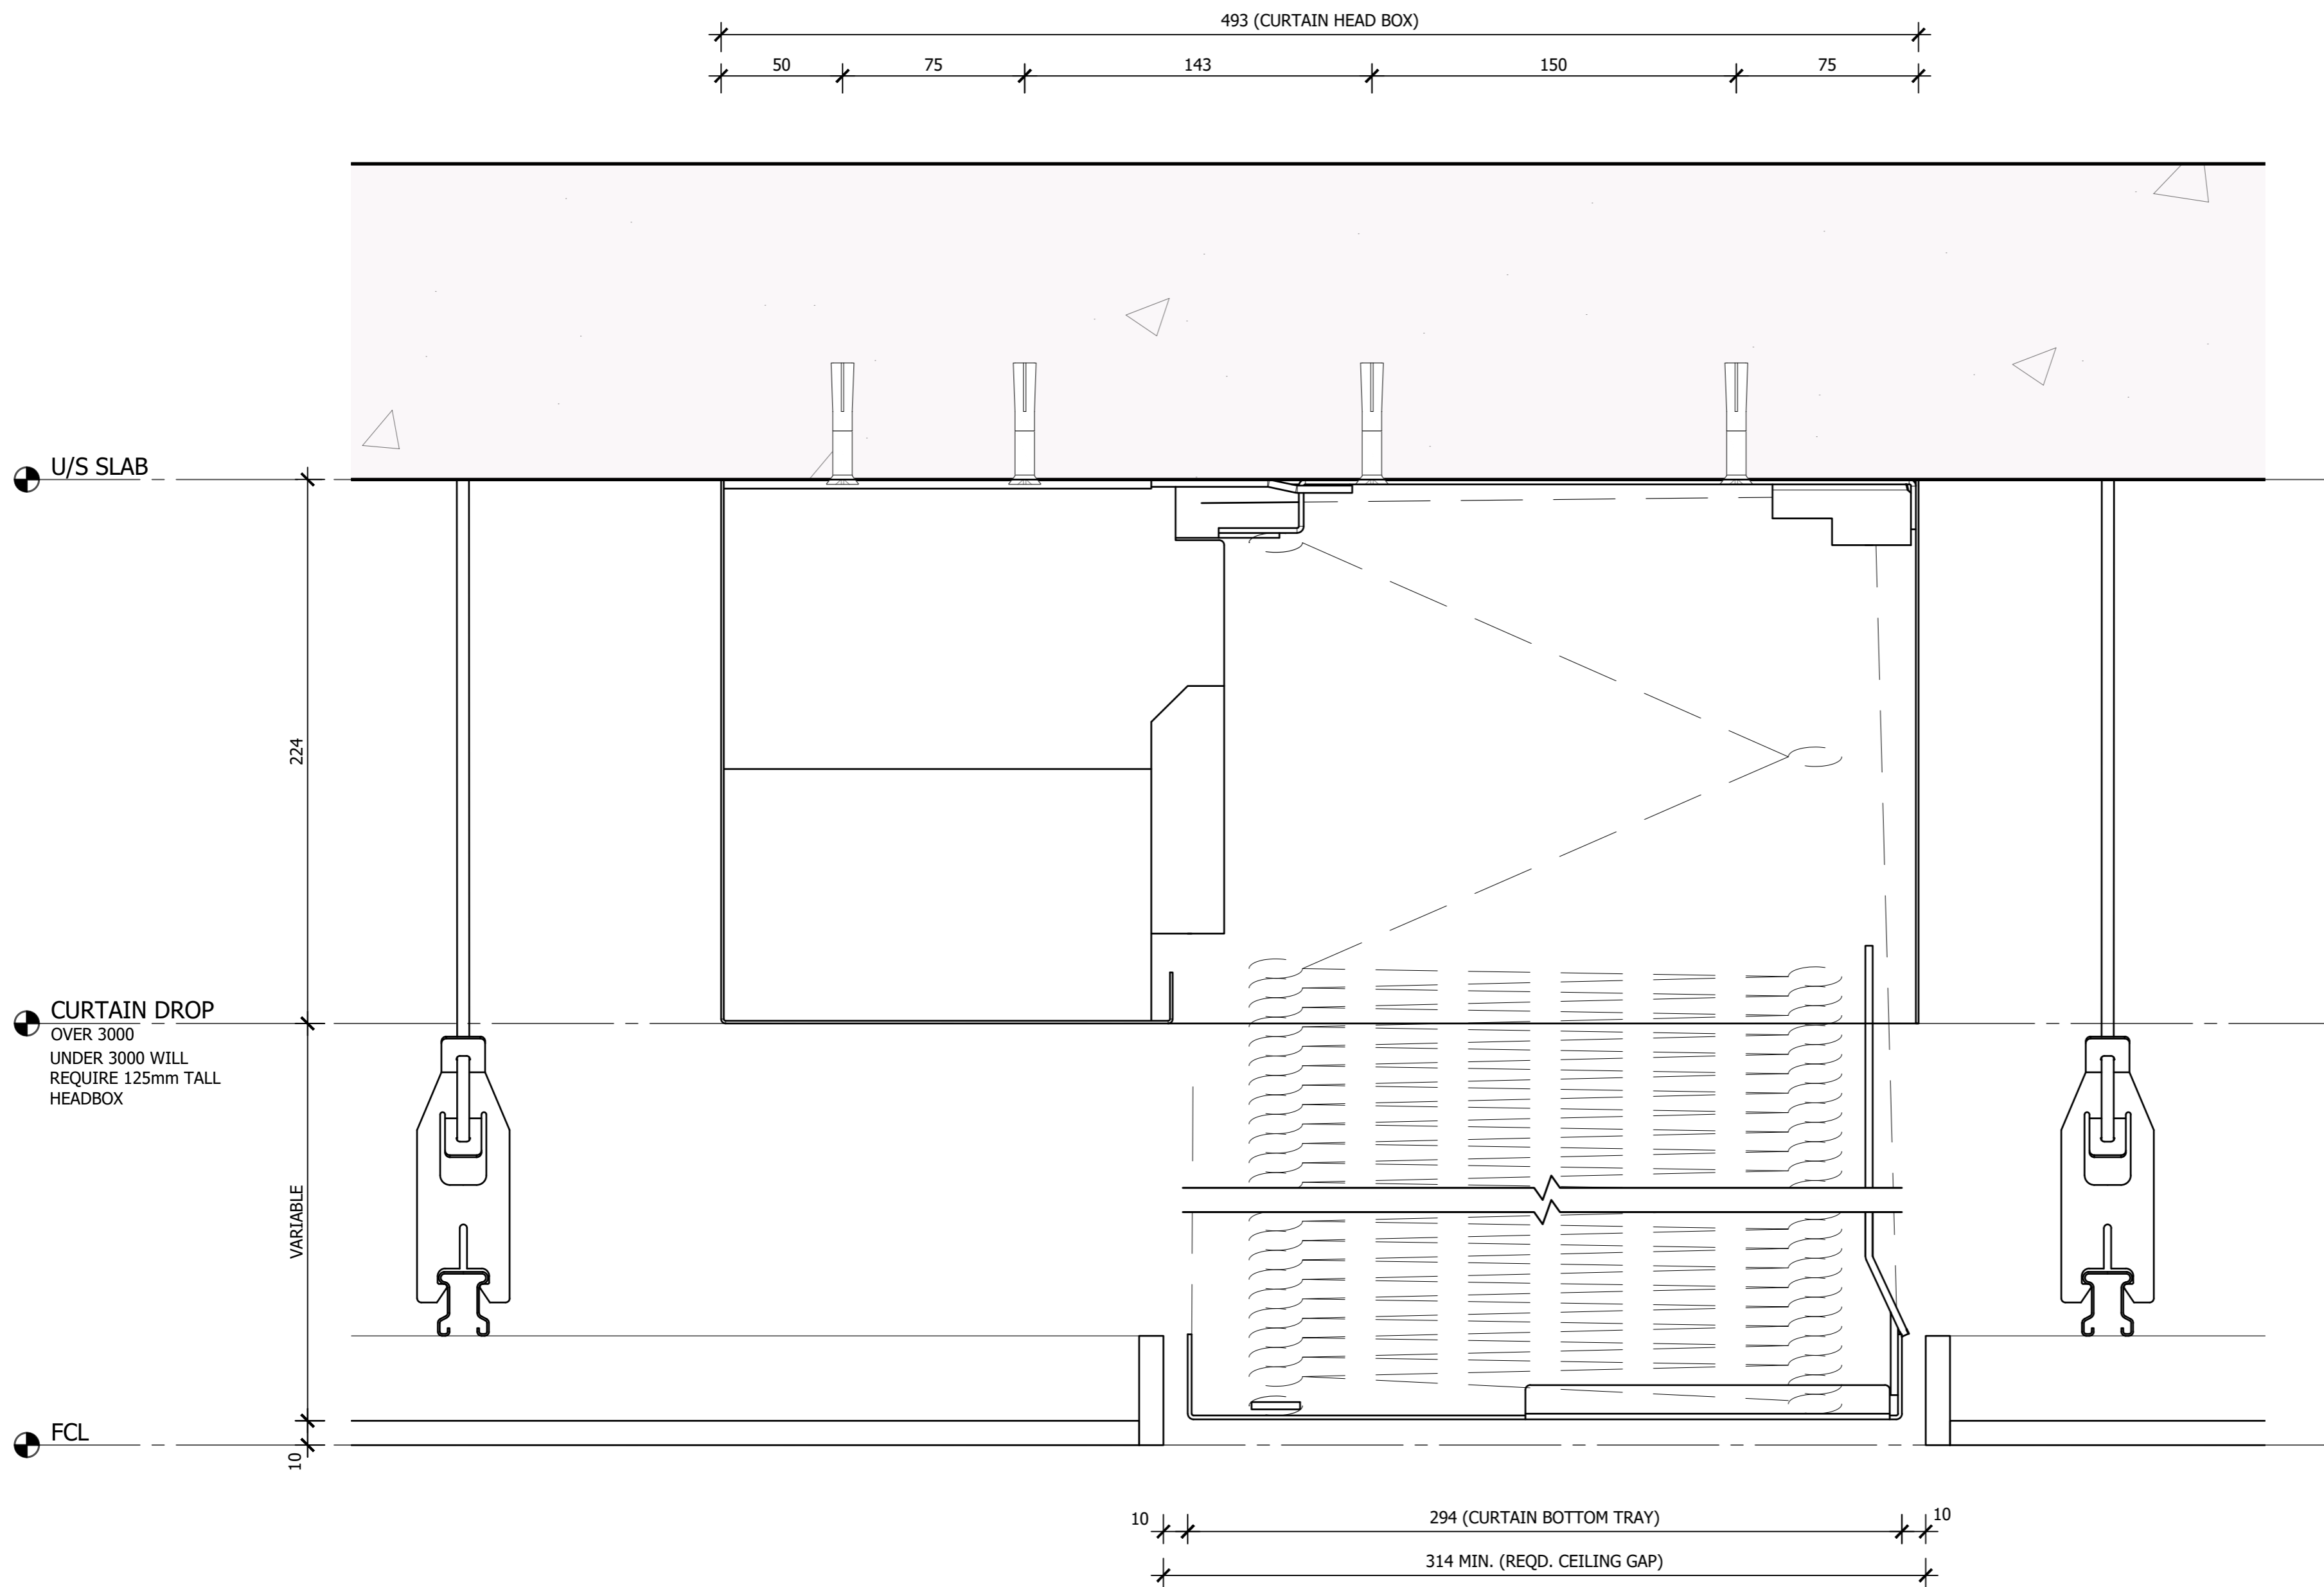 493 (CURTAIN HEAD BOX)
50 75 143 150 75
U/S SLAB
224
CURTAIN DROP
OVER 3000
UNDER 3000 WILL
REQUIRE 125mm TALL
HEADBOX
VARIABLE
FCL
10
10 294 (CURTAIN BOTTOM TRAY) 10
314 MIN. (REQD. CEILING GAP)